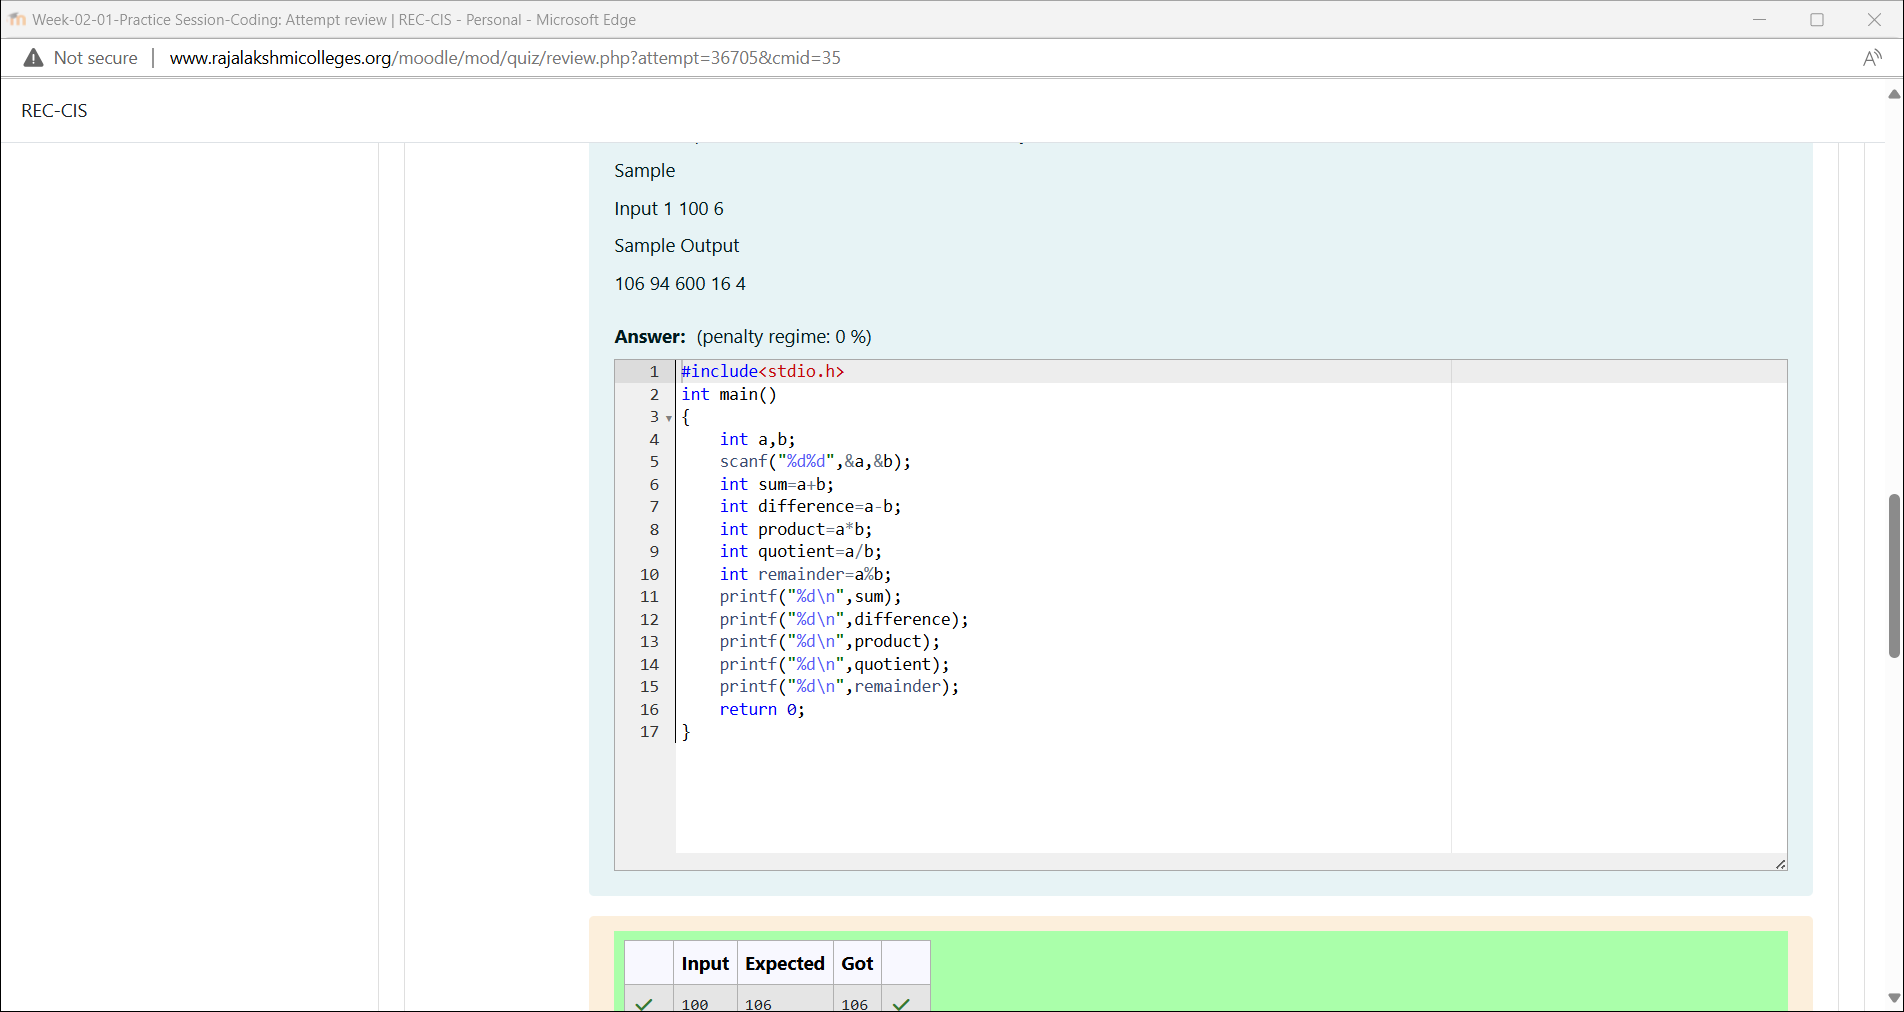 Week-02-01-Practice Session-Coding: Attempt review | REC-CIS - Personal - Microsoft Edge
Not secure | www.rajalakshmicolleges.org/moodle/mod/quiz/review.php?attempt=36705&cmid=35
REC-CIS
Sample
Input 1 100 6
Sample Output
106 94 600 16 4
Answer: (penalty regime: 0 %)
1 #include<stdio.h>
2 int main()
3 {
4     int a,b;
5     scanf("%d%d",&a,&b);
6     int sum=a+b;
7     int difference=a-b;
8     int product=a*b;
9     int quotient=a/b;
10     int remainder=a%b;
11     printf("%d\n",sum);
12     printf("%d\n",difference);
13     printf("%d\n",product);
14     printf("%d\n",quotient);
15     printf("%d\n",remainder);
16     return 0;
17 }
Input Expected Got
100 106 106